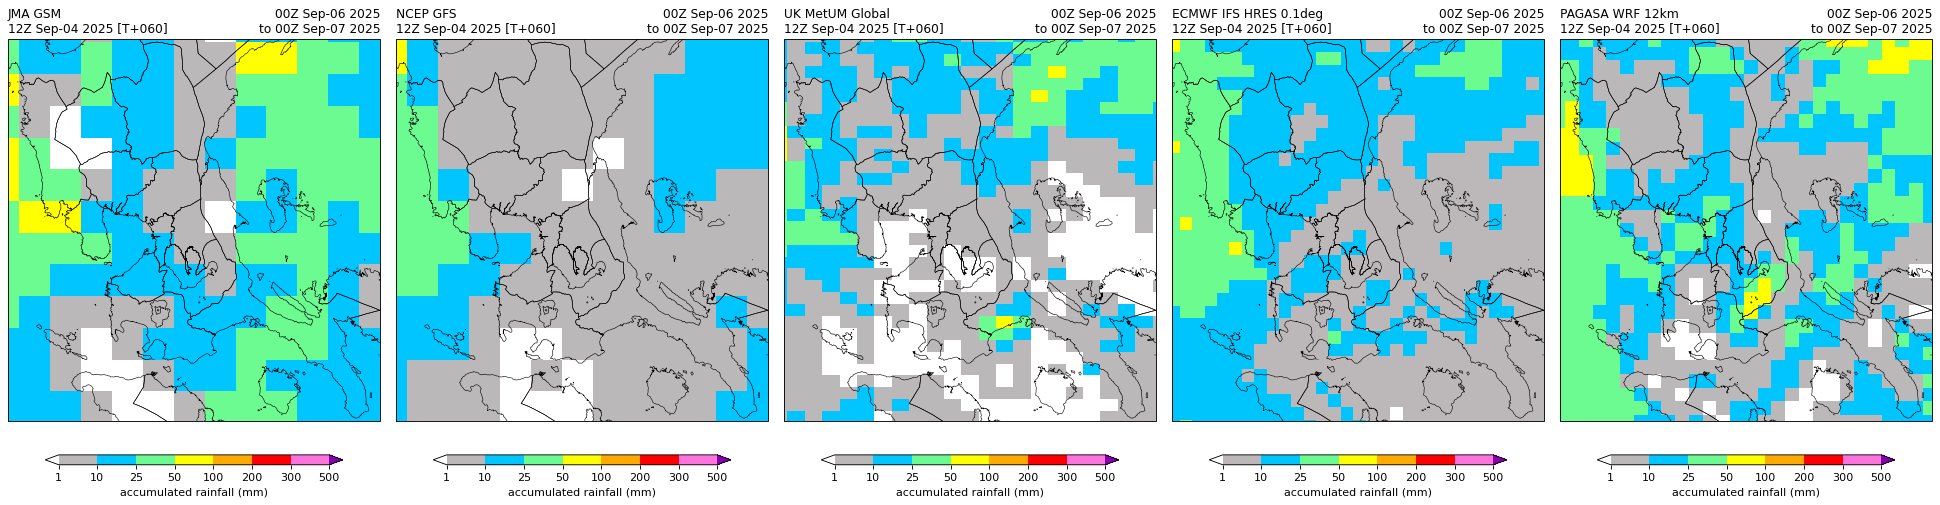 JMA GSM 00Z Sep-06 2025
12Z Sep-04 2025 [T+060] to 00Z Sep-07 2025
1 10 25 50 100 200 300 500
accumulated rainfall (mm)
NCEP GFS 00Z Sep-06 2025
12Z Sep-04 2025 [T+060] to 00Z Sep-07 2025
1 10 25 50 100 200 300 500
accumulated rainfall (mm)
UK MetUM Global 00Z Sep-06 2025
12Z Sep-04 2025 [T+060] to 00Z Sep-07 2025
1 10 25 50 100 200 300 500
accumulated rainfall (mm)
ECMWF IFS HRES 0.1deg 00Z Sep-06 2025
12Z Sep-04 2025 [T+060] to 00Z Sep-07 2025
1 10 25 50 100 200 300 500
accumulated rainfall (mm)
PAGASA WRF 12km 00Z Sep-06 2025
12Z Sep-04 2025 [T+060] to 00Z Sep-07 2025
1 10 25 50 100 200 300 500
accumulated rainfall (mm)